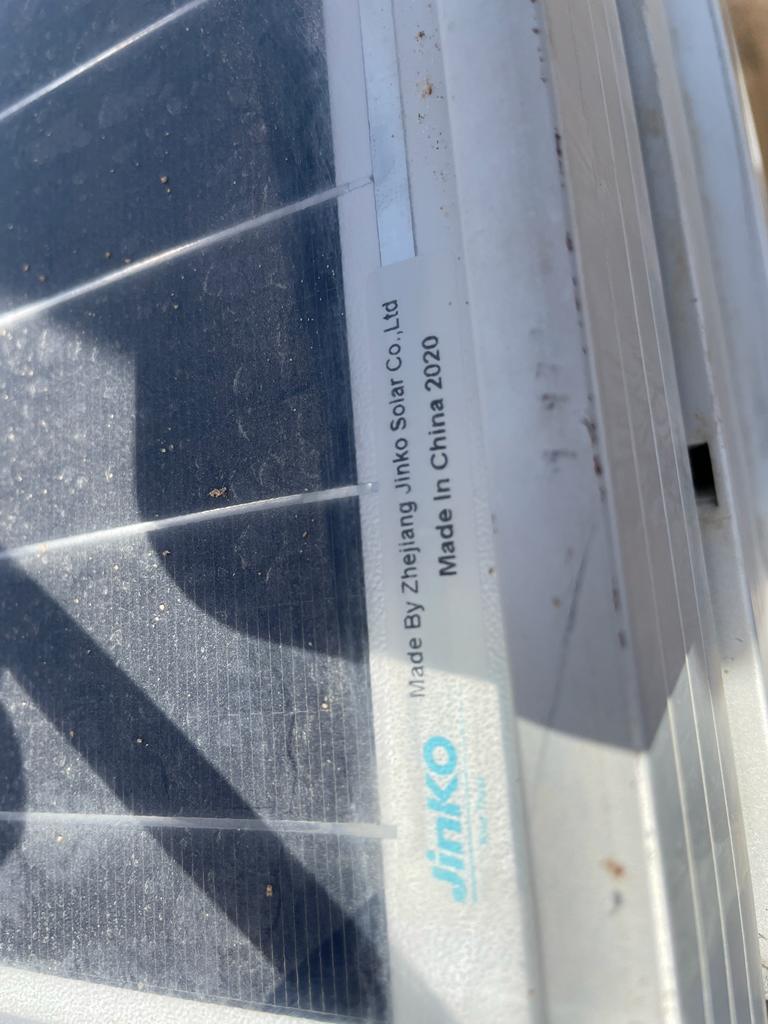 Made By Zhejiang Jinko Solar Co.,Ltd
Made In China 2020
JinKO